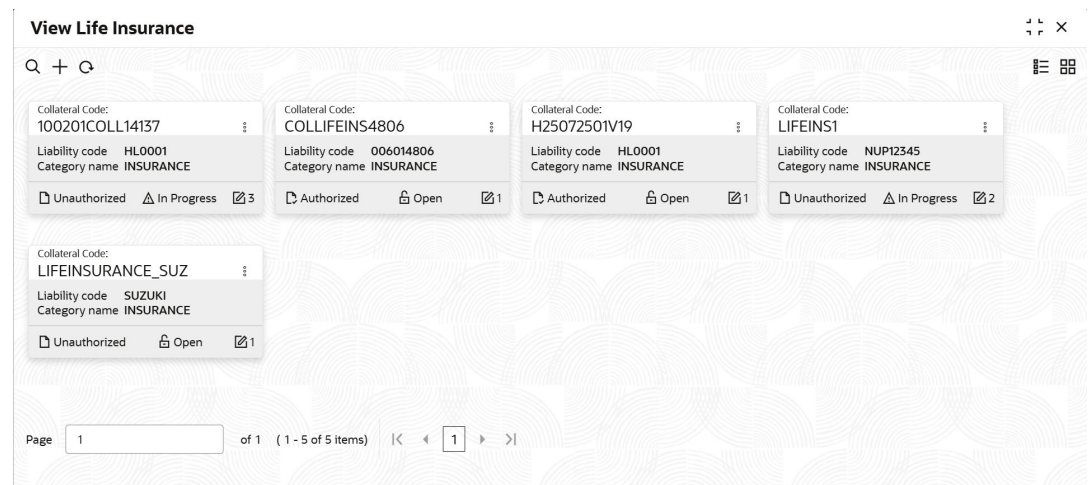 View Life Insurance
Collateral Code:
100201COLL14137
Liability code HL0001
Category name INSURANCE
Unauthorized In Progress 3
Collateral Code:
COLLIFEINS4806
Liability code 006014806
Category name INSURANCE
Authorized Open 1
Collateral Code:
H25072501V19
Liability code HL0001
Category name INSURANCE
Authorized Open 1
Collateral Code:
LIFEINS1
Liability code NUP12345
Category name INSURANCE
Unauthorized In Progress 2
Collateral Code:
LIFEINSURANCE_SUZ
Liability code SUZUKI
Category name INSURANCE
Unauthorized Open 1
Page 1 of 1 ( 1 - 5 of 5 items) 1